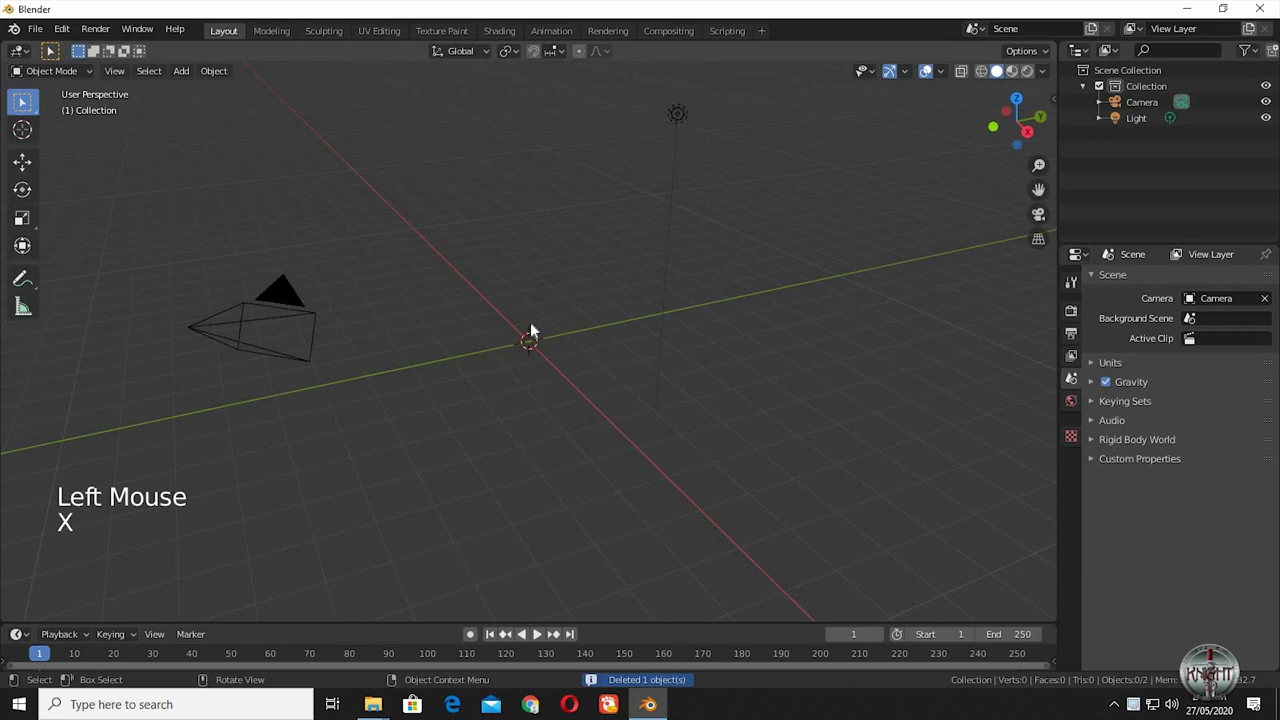 Blender
File Edit Render Window Help Layout Modeling Sculpting UV Editing Texture Paint Shading Animation Rendering Compositing Scripting + Scene View Layer
Global Options
Object Mode View Select Add Object
User Perspective
(1) Collection
Z
Y
X
Scene Collection
Collection
Camera
Light
Scene View Layer
Scene
Camera Camera
Background Scene
Active Clip
Units
Gravity
Keying Sets
Audio
Rigid Body World
Custom Properties
Left Mouse
X
Playback Keying View Marker 1 Start 1 End 250
1 10 20 30 40 50 60 70 80 90 100 110 120 130 140 150 160 170 180 190 200 210 220 230 240 250
Select Box Select Rotate View Object Context Menu Deleted 1 object(s) Collection | Verts:0 | Faces:0 | Tris:0 | Objects:0/2 | Mem:
KNIGHT
Type here to search
27/05/2020